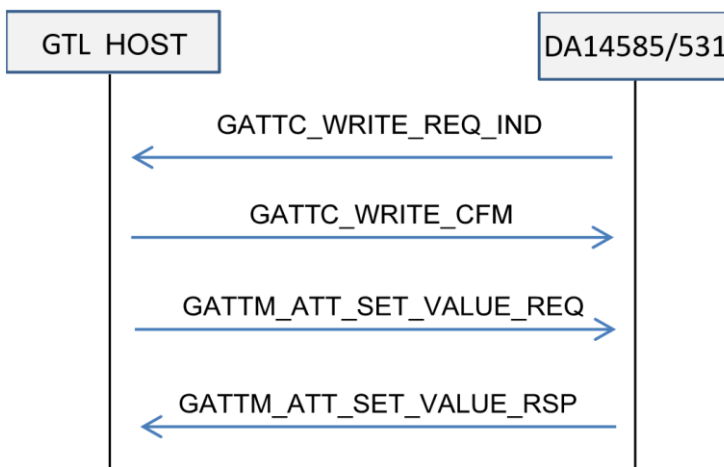 GTL HOST
DA14585/531
GATTC_WRITE_REQ_IND
GATTC_WRITE_CFM
GATTM_ATT_SET_VALUE_REQ
GATTM_ATT_SET_VALUE_RSP